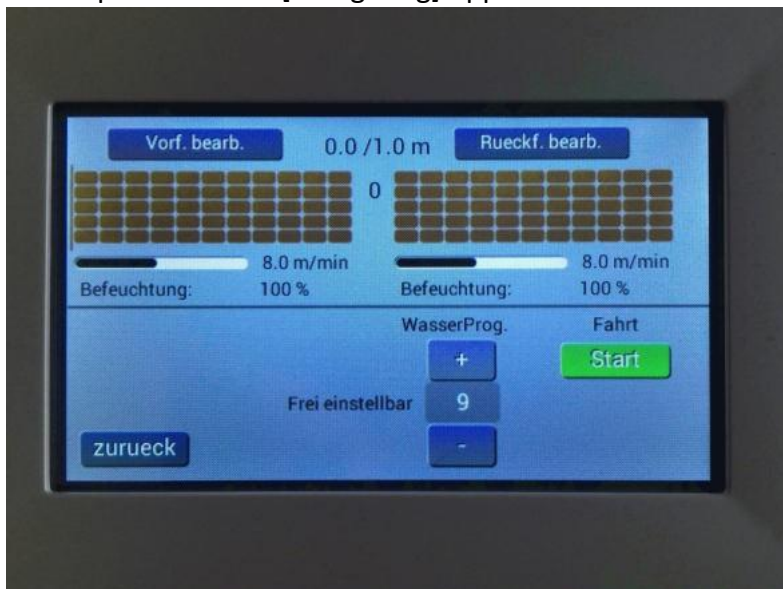 Vorf. bearb. 0.0 /1.0 m Rueckf. bearb.
0
8.0 m/min 8.0 m/min
Befeuchtung: 100 % Befeuchtung: 100 %
WasserProg. Fahrt
+ Start
Frei einstellbar 9
zurueck -